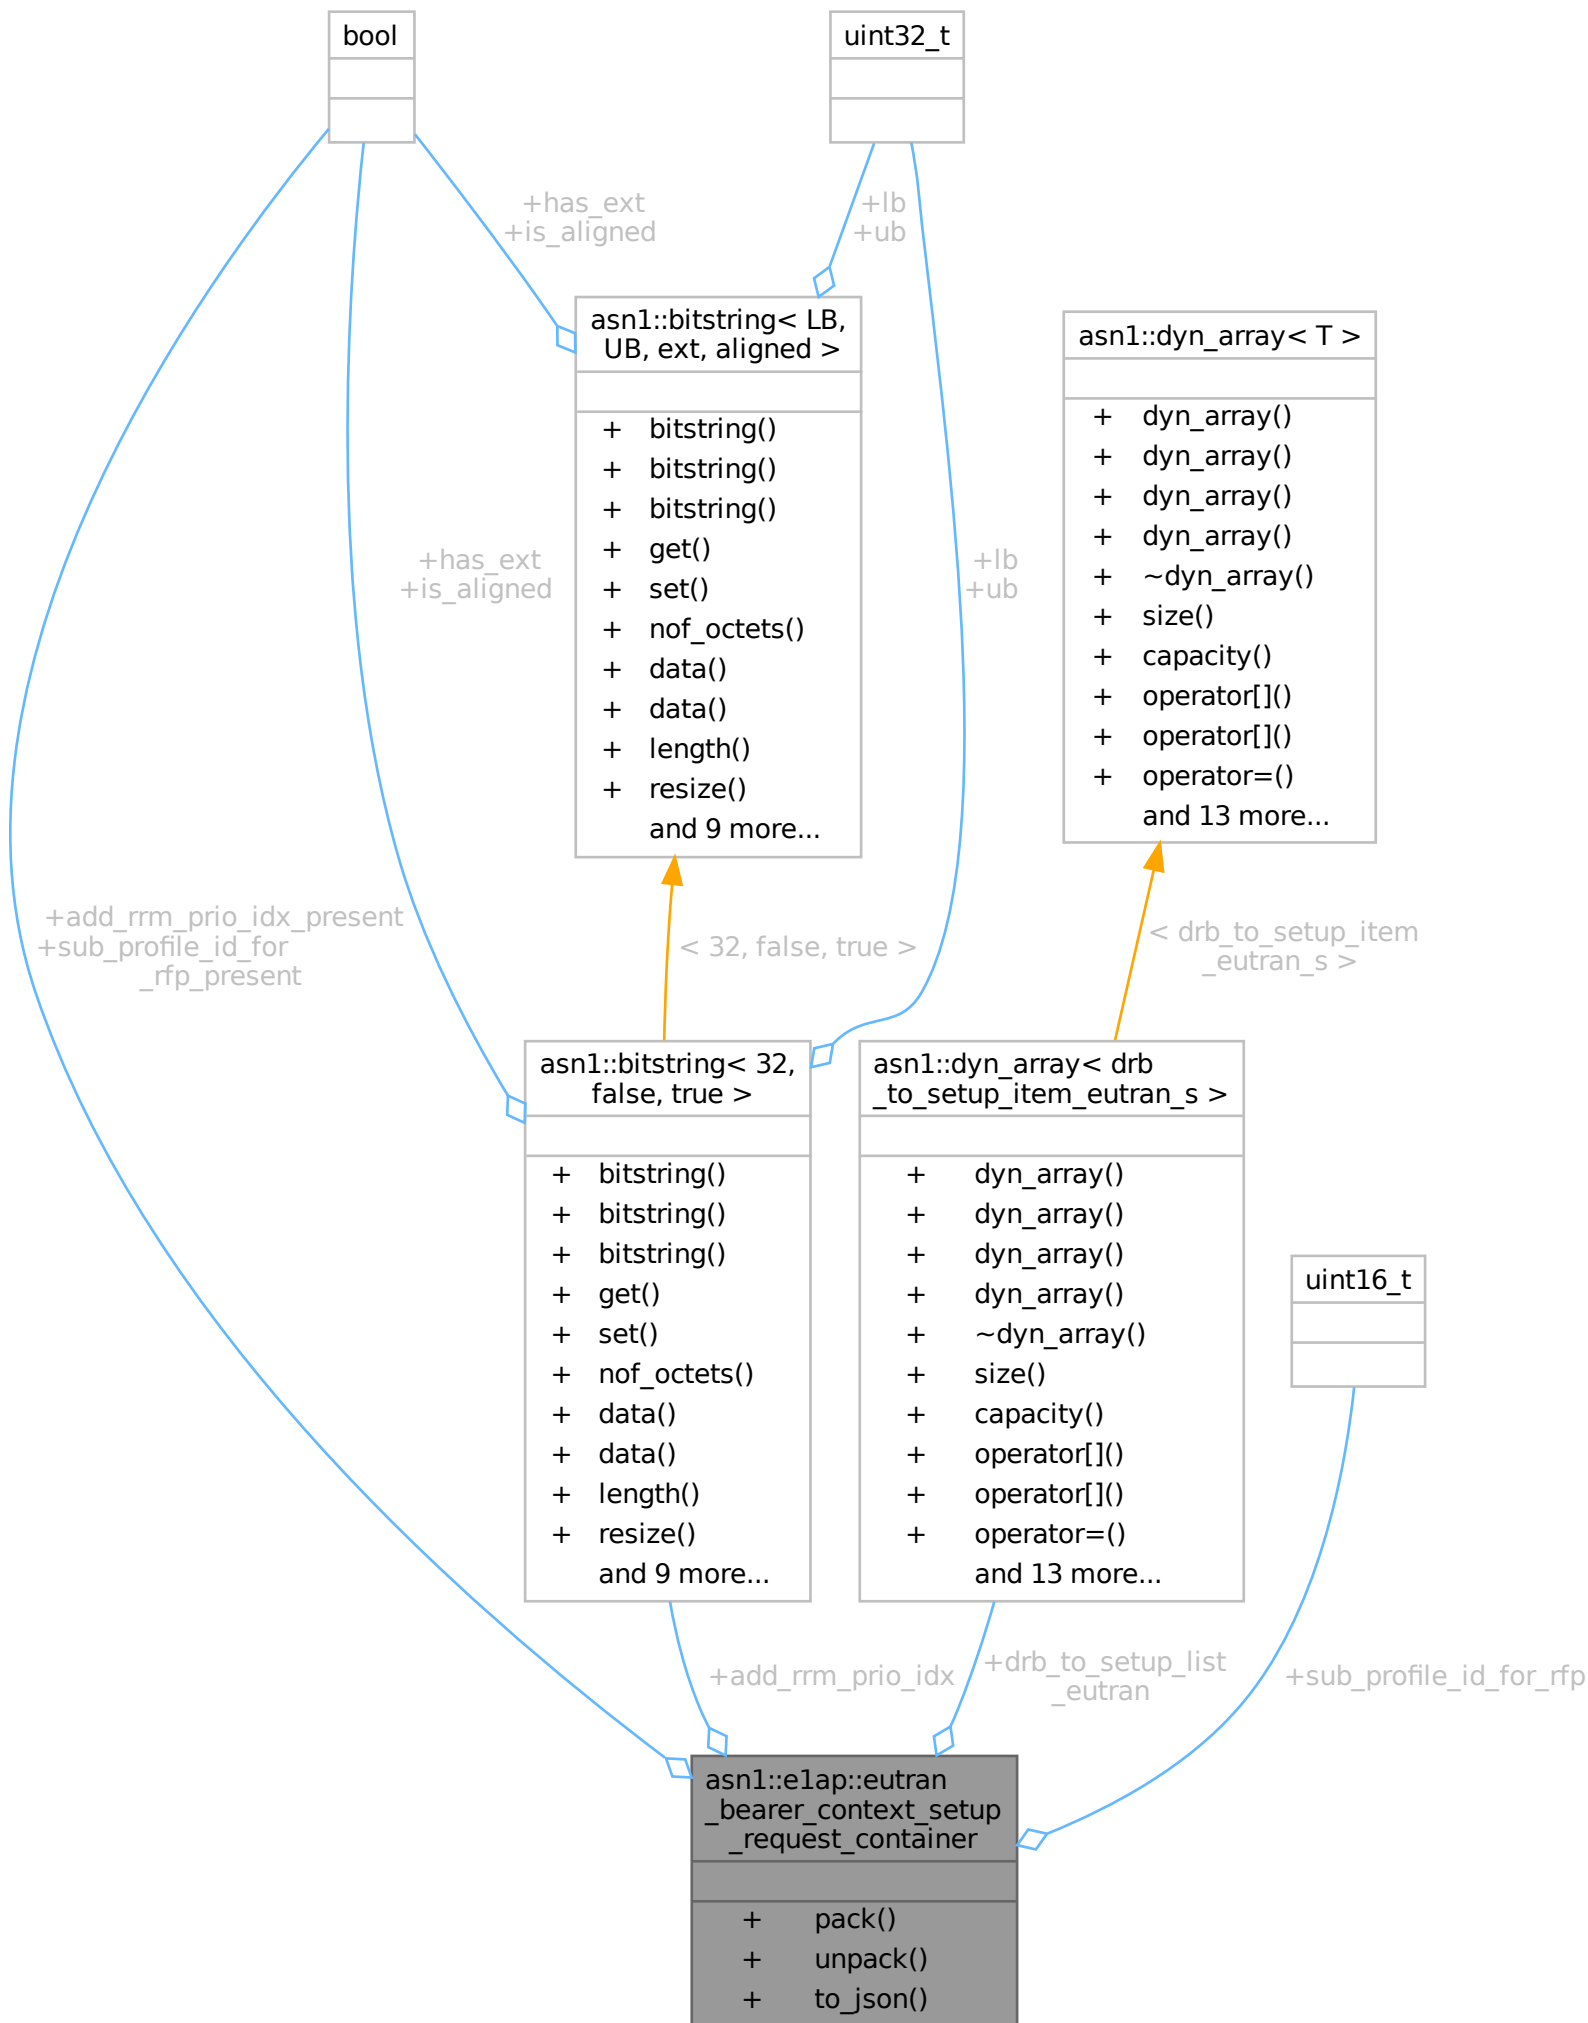 bool
uint32_t
+has_ext
+is_aligned
+lb
+ub
asn1::bitstring< LB,
UB, ext, aligned >
+ bitstring()
+ bitstring()
+ bitstring()
+ get()
+ set()
+ nof_octets()
+ data()
+ data()
+ length()
+ resize()
and 9 more...
asn1::dyn_array< T >
+ dyn_array()
+ dyn_array()
+ dyn_array()
+ dyn_array()
+ ~dyn_array()
+ size()
+ capacity()
+ operator[]()
+ operator[]()
+ operator=()
and 13 more...
+has_ext
+is_aligned
+lb
+ub
+add_rrm_prio_idx_present
+sub_profile_id_for
_rfp_present
< 32, false, true >
< drb_to_setup_item
_eutran_s >
asn1::bitstring< 32,
false, true >
+ bitstring()
+ bitstring()
+ bitstring()
+ get()
+ set()
+ nof_octets()
+ data()
+ data()
+ length()
+ resize()
and 9 more...
asn1::dyn_array< drb
_to_setup_item_eutran_s >
+ dyn_array()
+ dyn_array()
+ dyn_array()
+ dyn_array()
+ ~dyn_array()
+ size()
+ capacity()
+ operator[]()
+ operator[]()
+ operator=()
and 13 more...
uint16_t
+add_rrm_prio_idx
+drb_to_setup_list
_eutran
+sub_profile_id_for_rfp
asn1::e1ap::eutran
_bearer_context_setup
_request_container
+ pack()
+ unpack()
+ to_json()